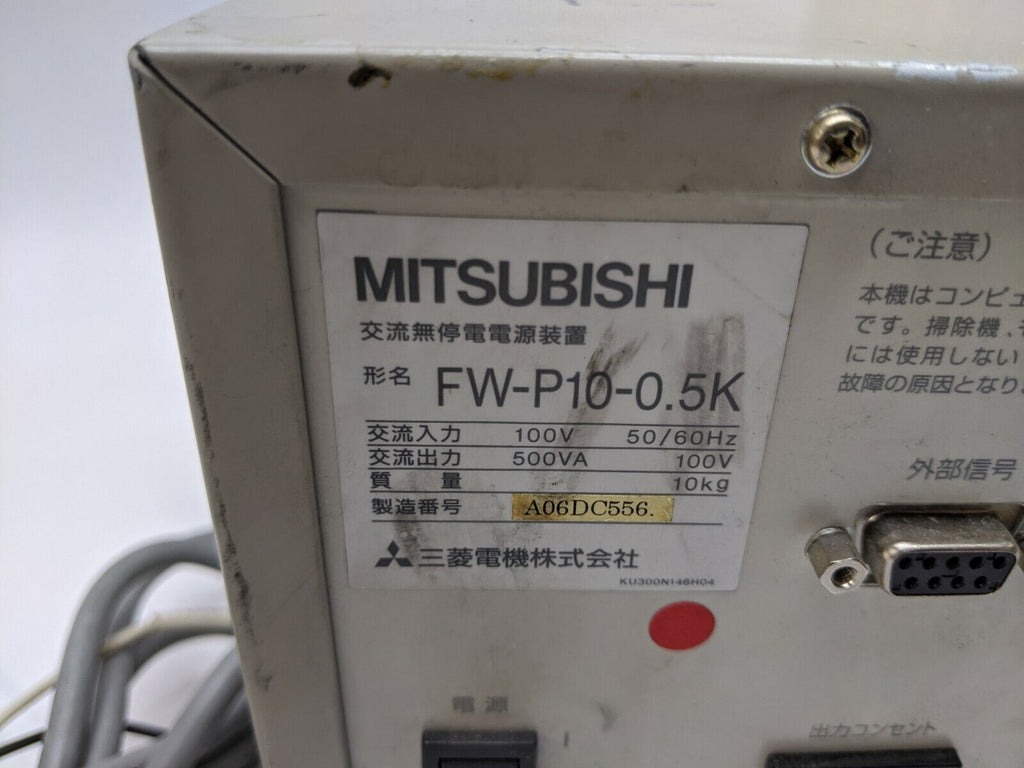 MITSUBISHI
交流無停電電源装置
形名 FW-P10-0.5K
交流入力 100V 50/60Hz
交流出力 500VA 100V
質量 10kg
製造番号 A06DC556.
三菱電機株式会社
KU300N146H04
(ご注意)
本機はコンピュ
です。掃除機、
には使用しない
故障の原因となり
外部信号
電源
出力コンセント